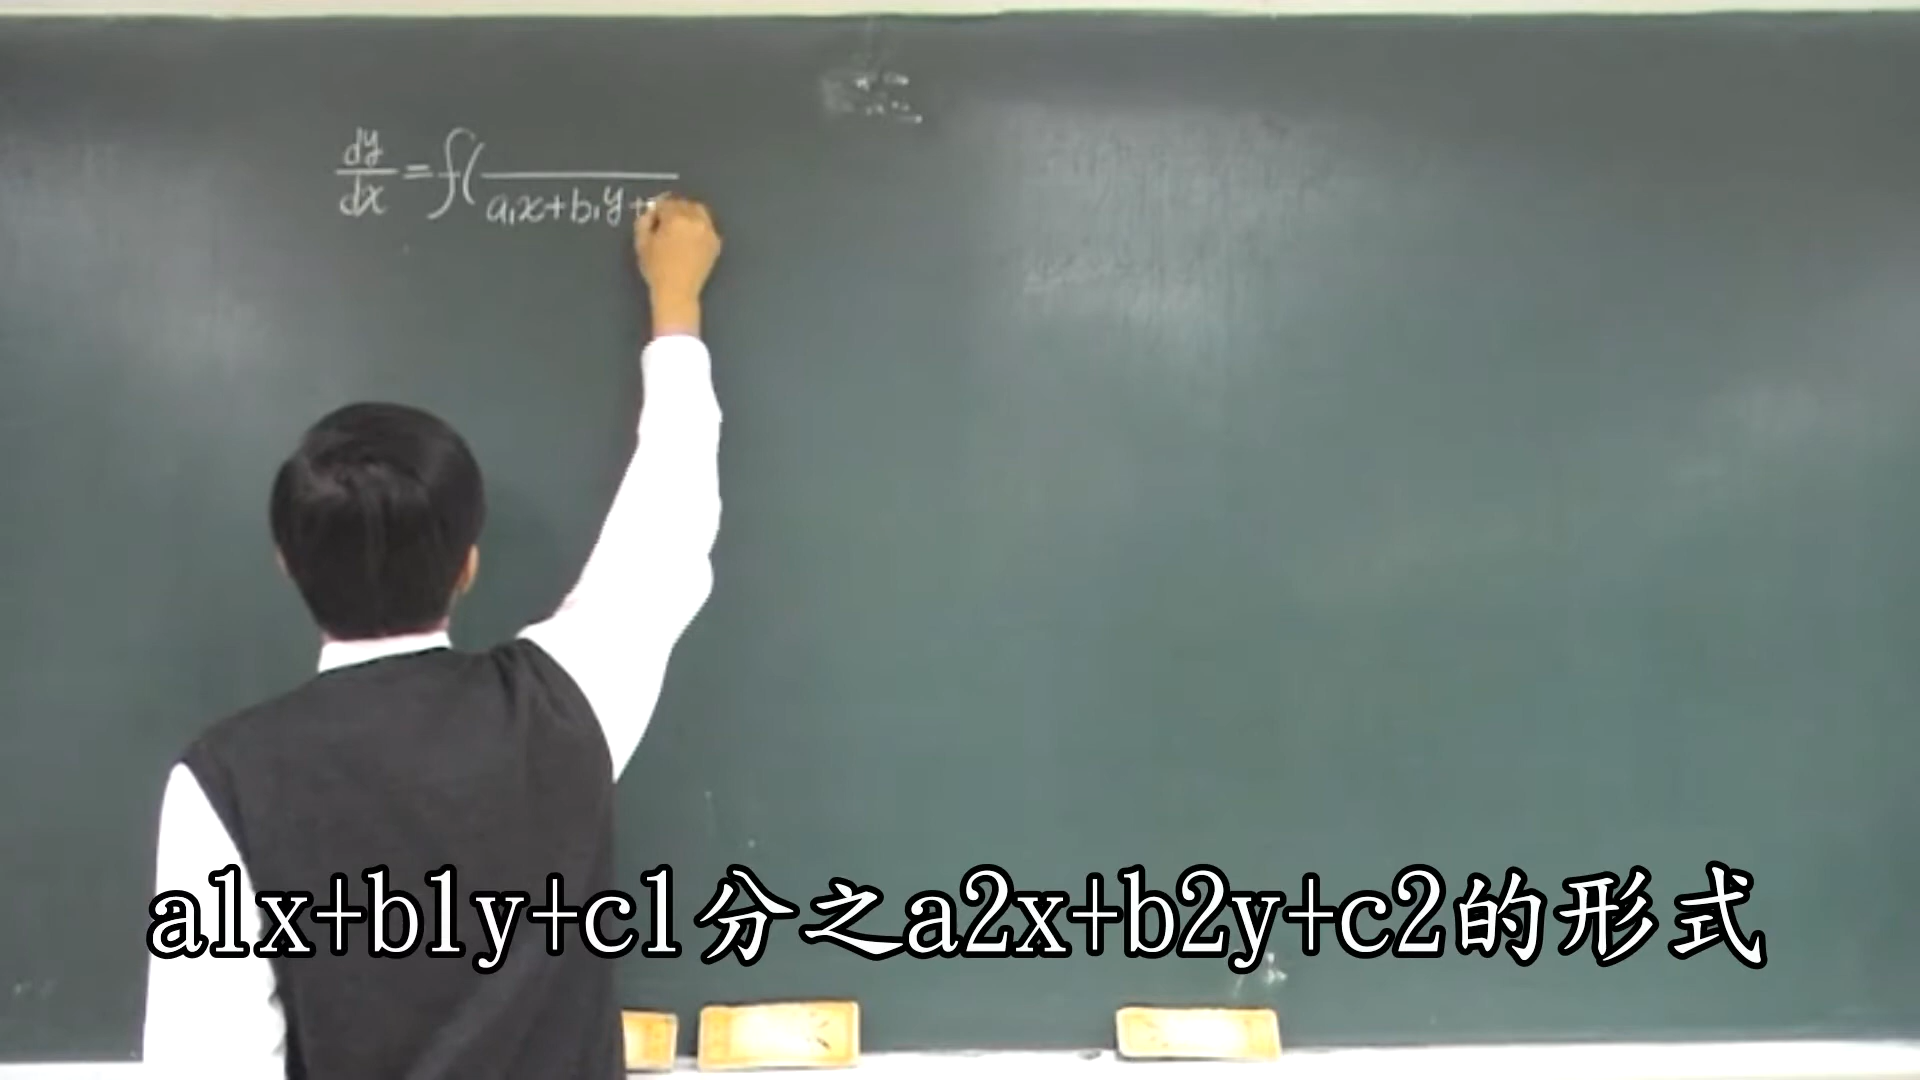 dy/dx = f( /a₁x+b₁y+
a1x+b1y+c1分之a2x+b2y+c2的形式